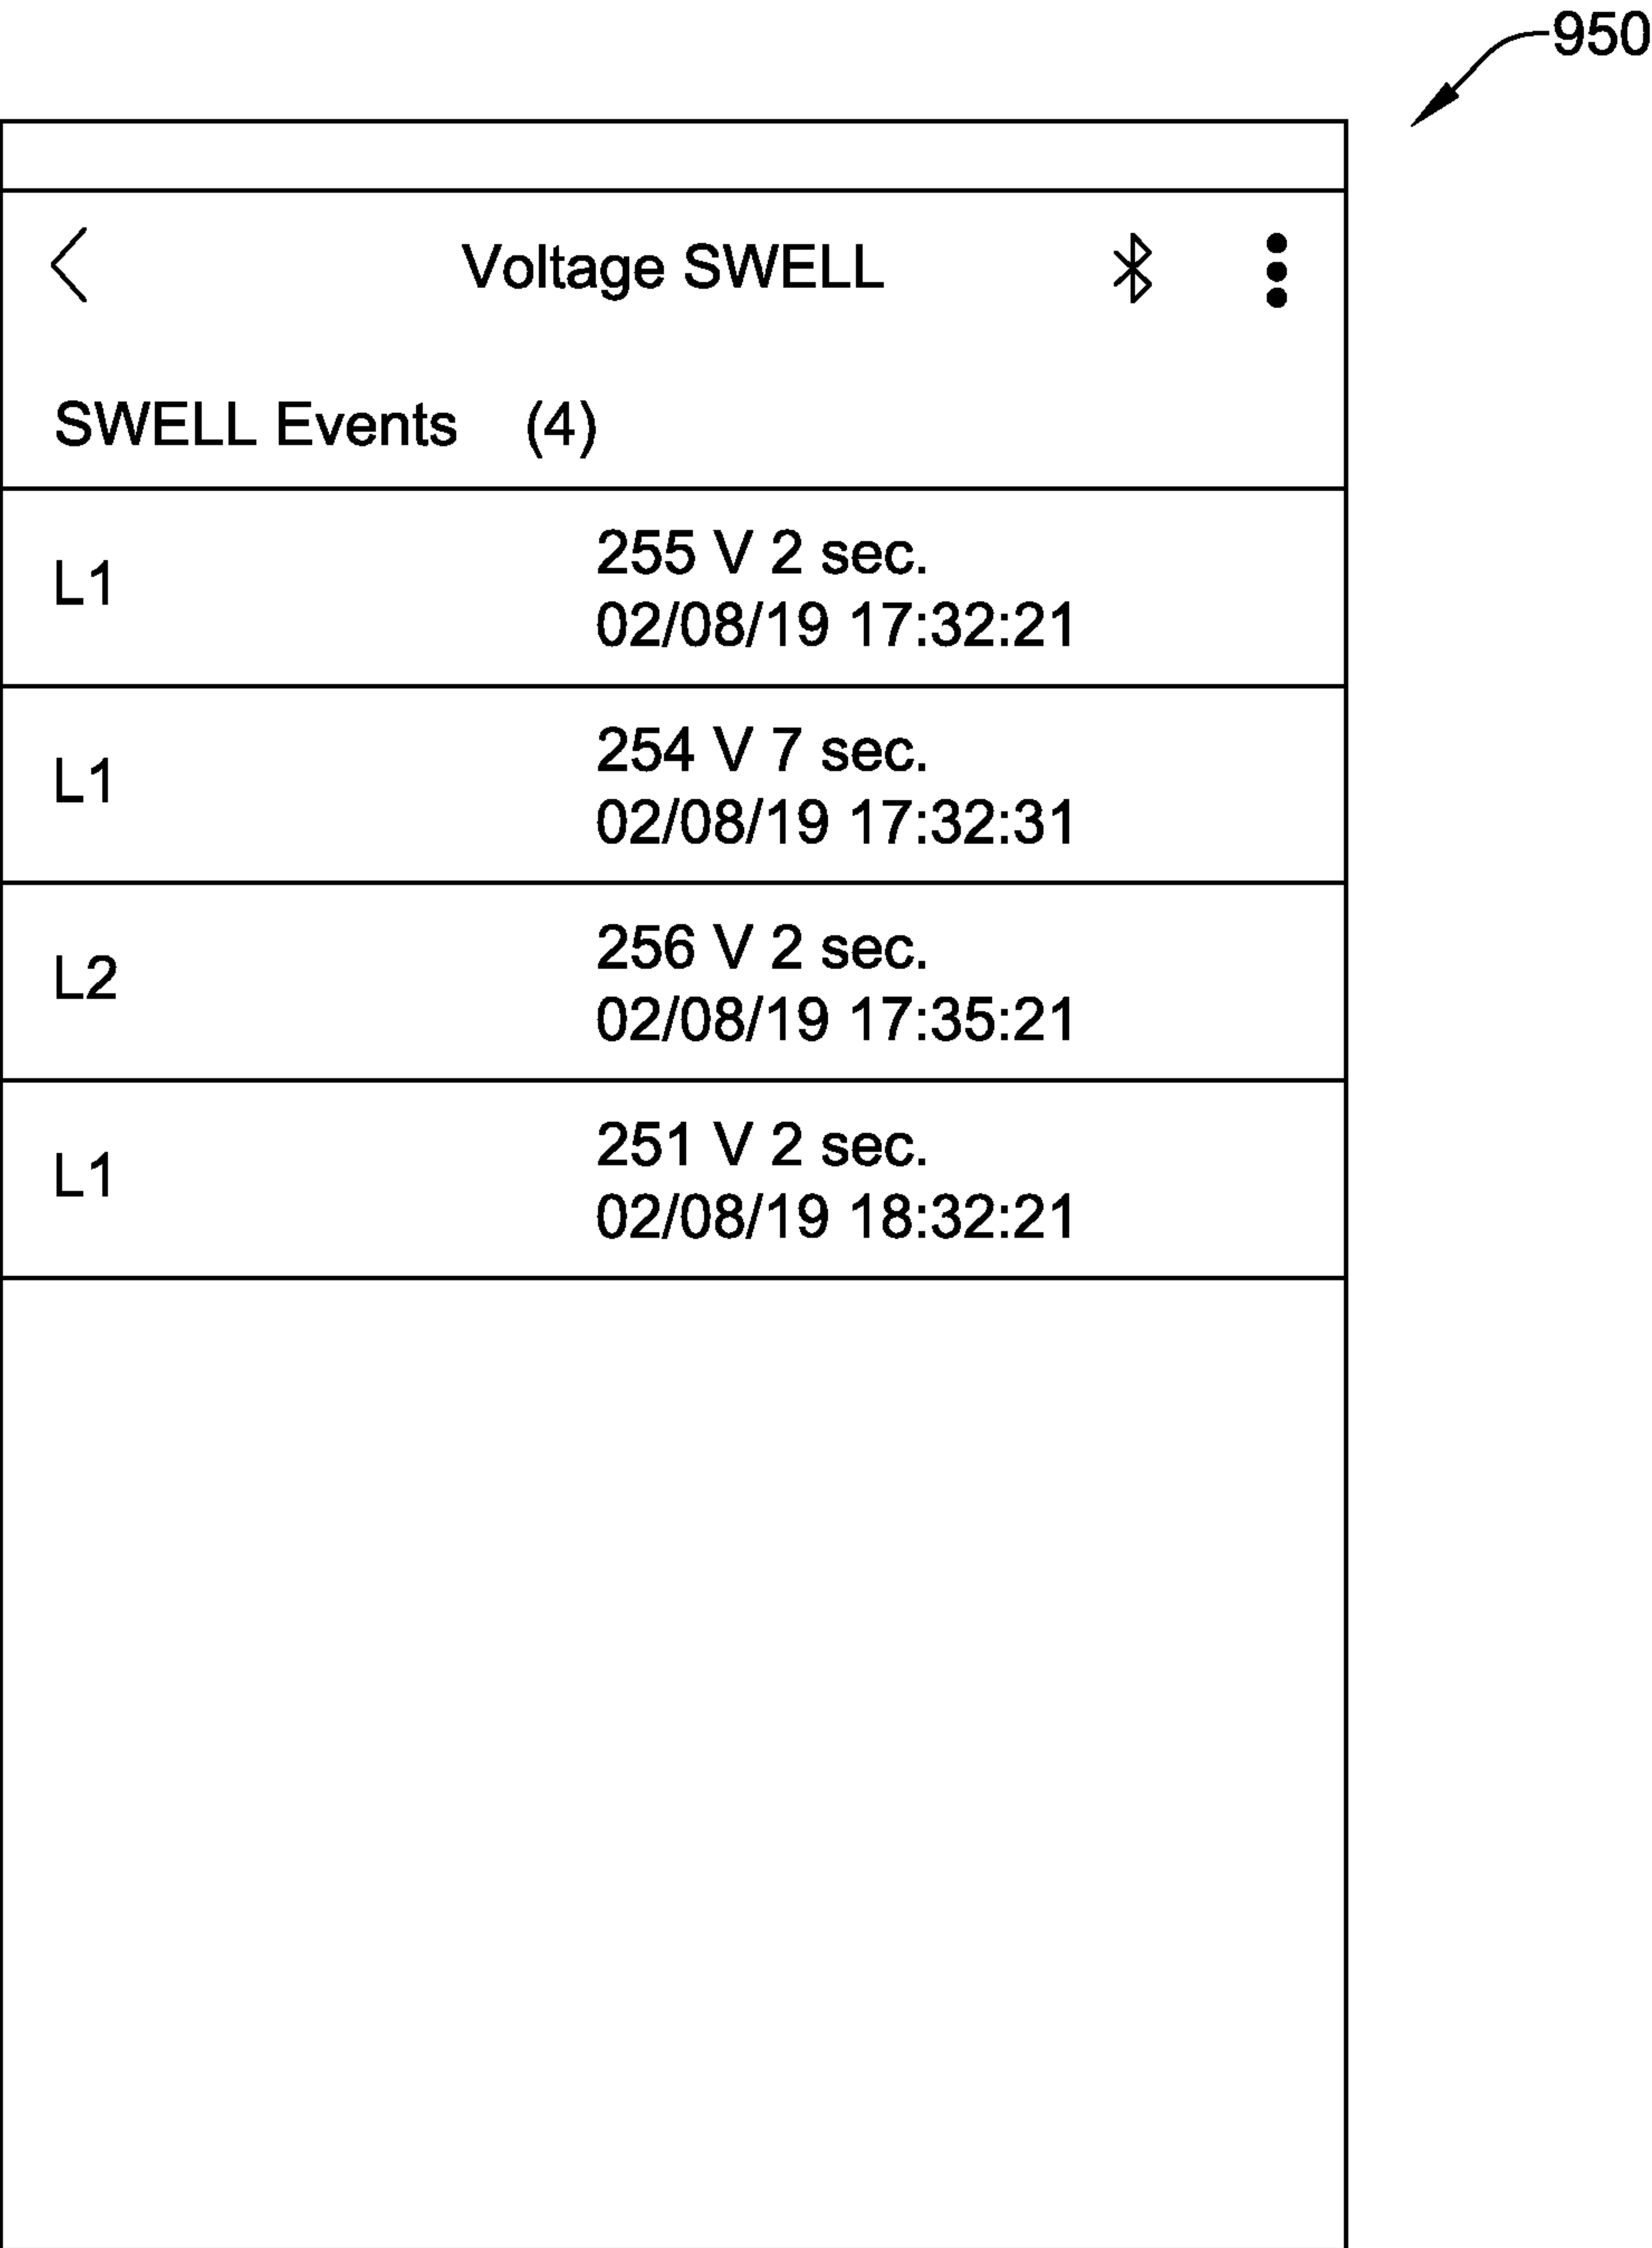 950
Voltage SWELL
SWELL Events (4)
L1
255 V 2 sec.
02/08/19 17:32:21
L1
254 V 7 sec.
02/08/19 17:32:31
L2
256 V 2 sec.
02/08/19 17:35:21
L1
251 V 2 sec.
02/08/19 18:32:21